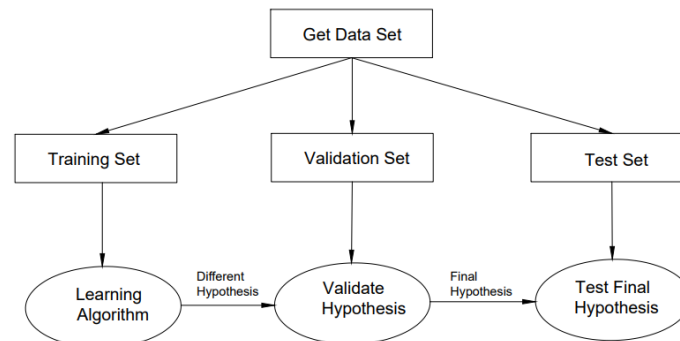 Get Data Set
Training Set
Validation Set
Test Set
Different
Hypothesis
Final
Hypothesis
Learning
Algorithm
Validate
Hypothesis
Test Final
Hypothesis